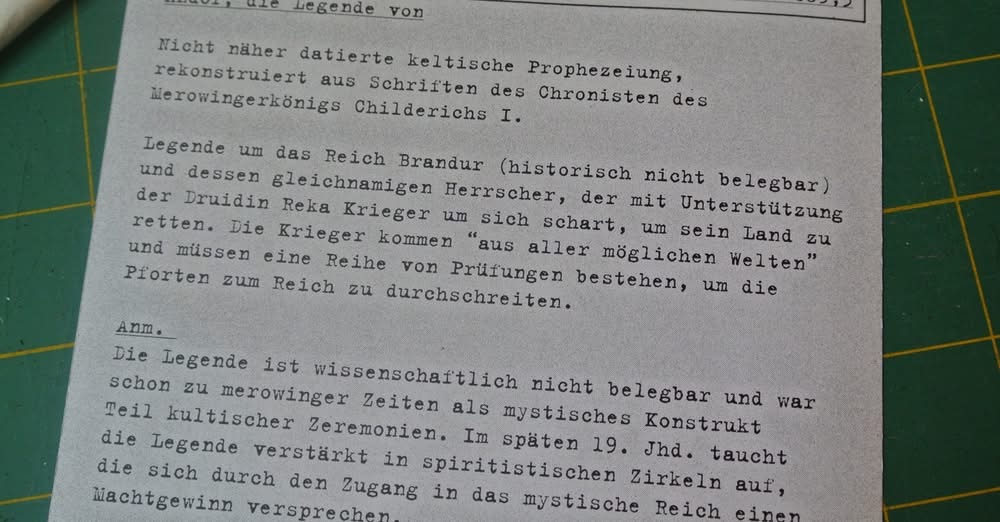 die Legende von
Nicht näher datierte keltische Prophezeiung,
rekonstruiert aus Schriften des Chronisten des
Merowingerkönigs Childerichs I.
Legende um das Reich Brandur (historisch nicht belegbar)
und dessen gleichnamigen Herrscher, der mit Unterstützung
der Druidin Reka Krieger um sich schart, um sein Land zu
retten. Die Krieger kommen “aus aller möglichen Welten”
und müssen eine Reihe von Prüfungen bestehen, um die
Pforten zum Reich zu durchschreiten.
Anm.
Die Legende ist wissenschaftlich nicht belegbar und war
schon zu merowinger Zeiten als mystisches Konstrukt
Teil kultischer Zeremonien. Im späten 19. Jhd. taucht
die Legende verstärkt in spiritistischen Zirkeln auf,
die sich durch den Zugang in das mystische Reich einen
Machtgewinn versprechen.